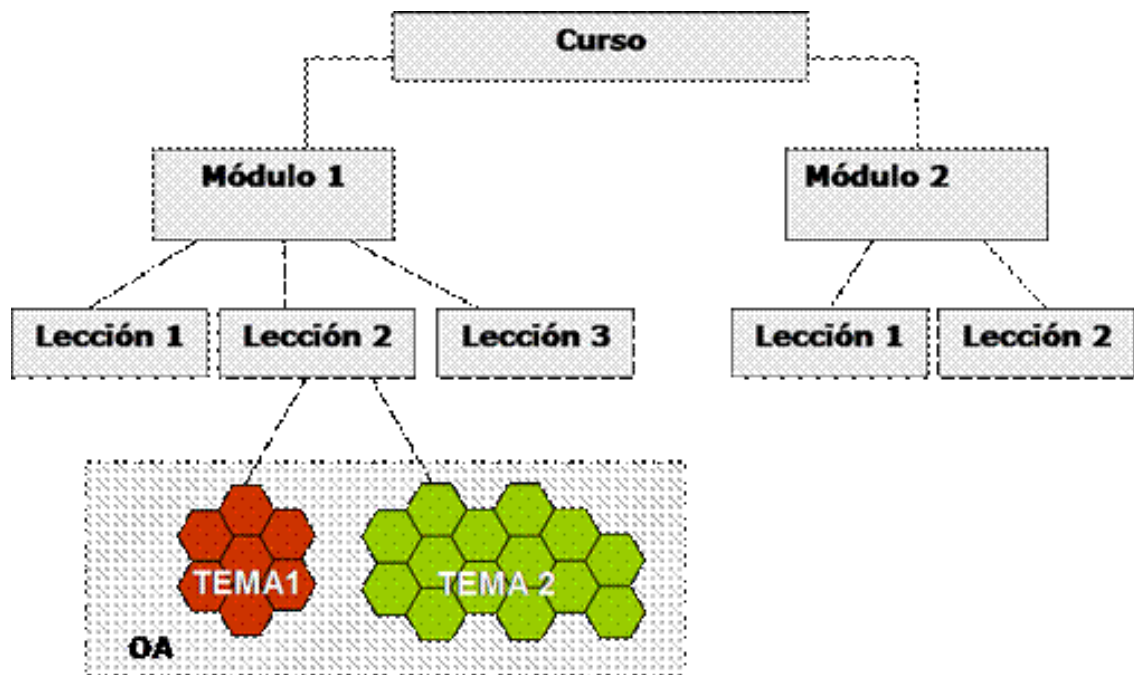 Curso
Módulo 1
Módulo 2
Lección 1
Lección 2
Lección 3
Lección 1
Lección 2
TEMA1
TEMA 2
OA